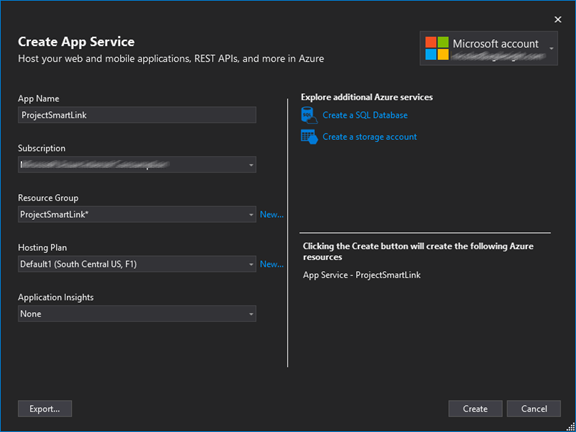 Create App Service
Host your web and mobile applications, REST APIs, and more in Azure
Microsoft account
App Name
ProjectSmartLink
Subscription
Resource Group
ProjectSmartLink*
New...
Hosting Plan
Default1 (South Central US, F1)
New...
Application Insights
None
Explore additional Azure services
Create a SQL Database
Create a storage account
Clicking the Create button will create the following Azure
resources
App Service - ProjectSmartLink
Export...
Create
Cancel